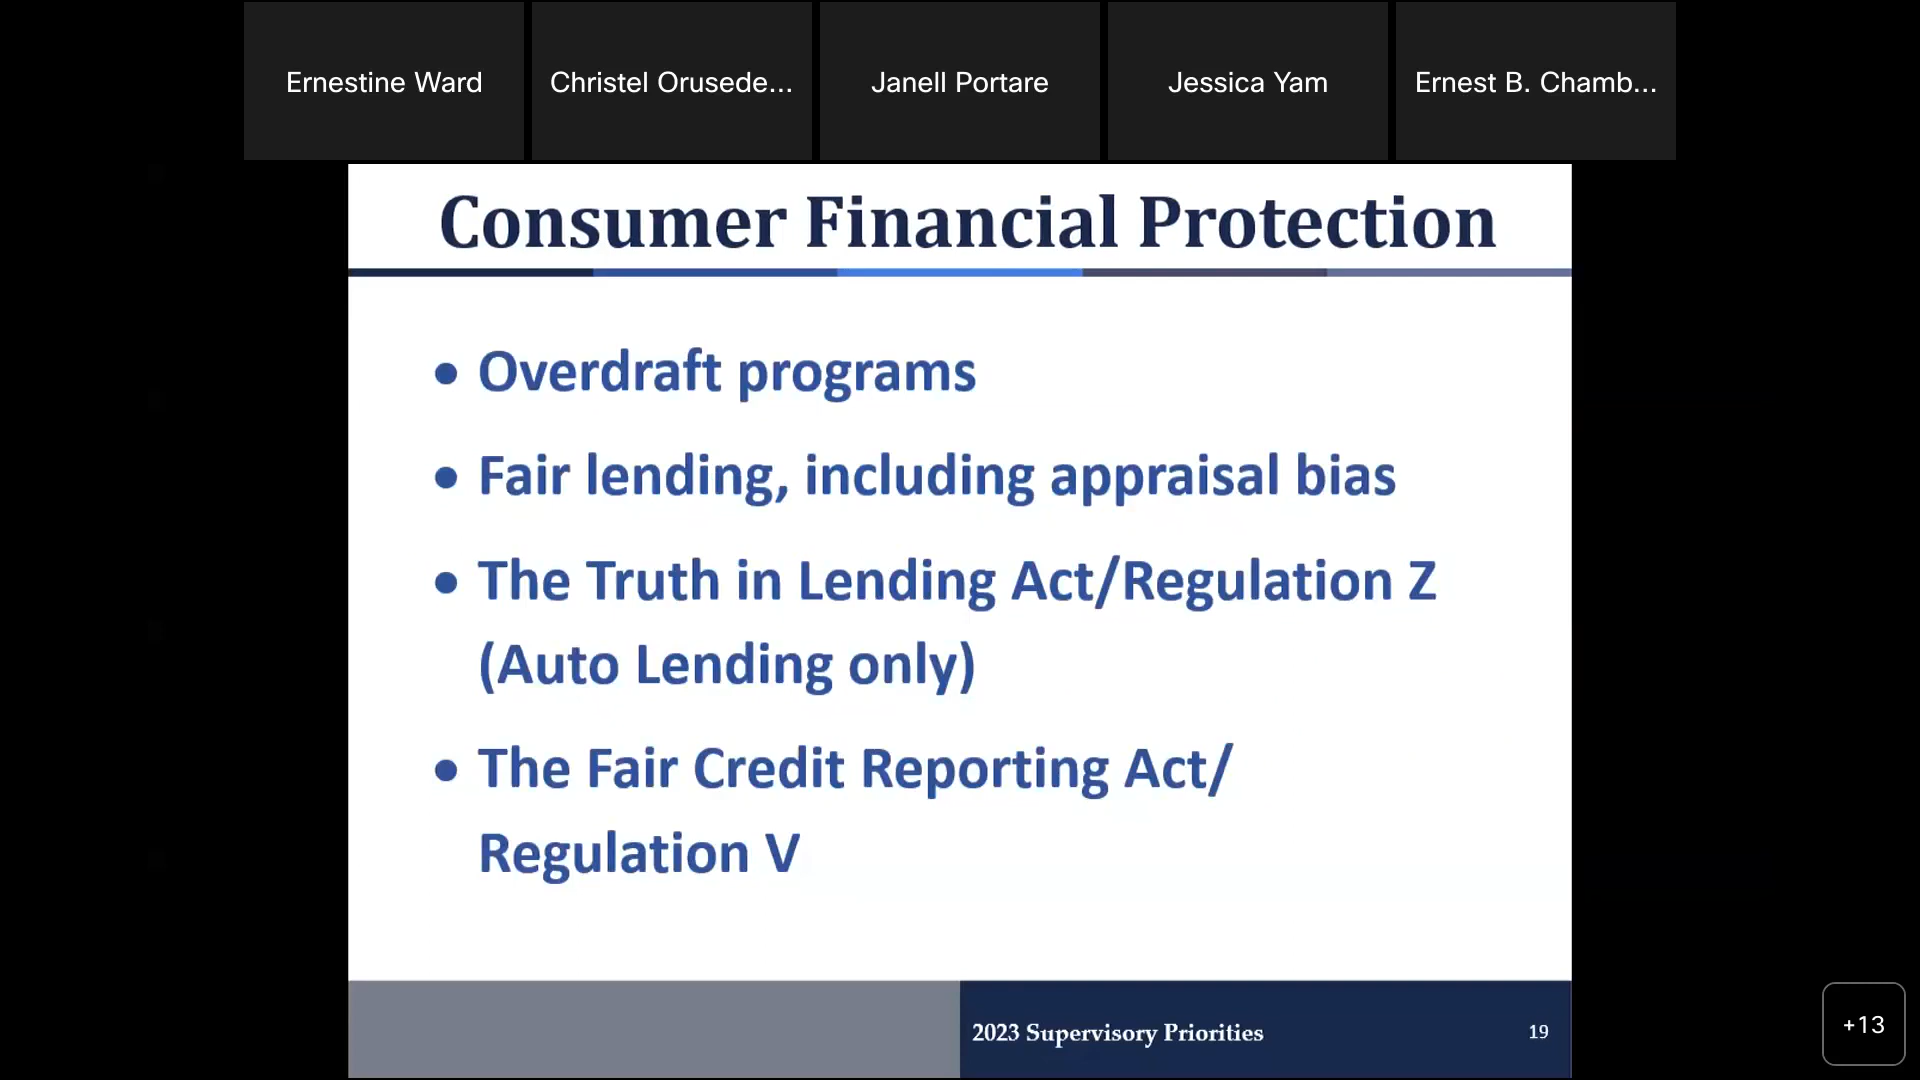 Ernestine Ward
Christel Orusede...
Janell Portare
Jessica Yam
Ernest B. Chamb...
Consumer Financial Protection
• Overdraft programs
• Fair lending, including appraisal bias
• The Truth in Lending Act/Regulation Z
(Auto Lending only)
• The Fair Credit Reporting Act/
Regulation V
2023 Supervisory Priorities
19
+13